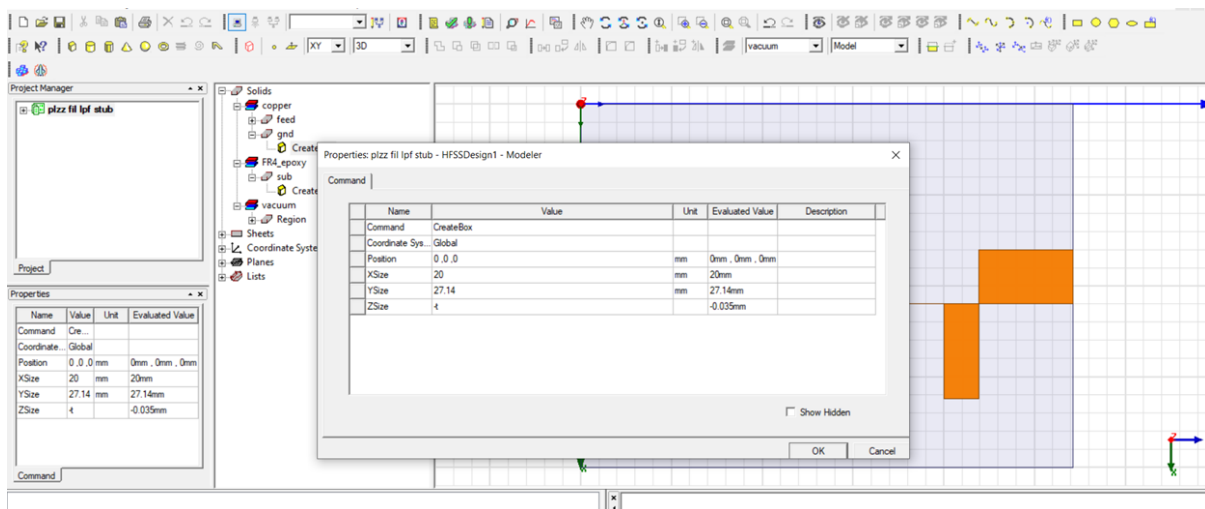 XY
3D
vacuum
Model
Project Manager
plzz fil lpf stub
Project
Properties
Name Value Unit Evaluated Value
Command Cre...
Coordinate... Global
Position 0 ,0 ,0 mm 0mm , 0mm , 0mm
XSize 20 mm 20mm
YSize 27.14 mm 27.14mm
ZSize -t -0.035mm
Command
Solids
copper
feed
gnd
Create
FR4_epoxy
sub
Create
vacuum
Region
Sheets
Coordinate Syste
Planes
Lists
Properties: plzz fil lpf stub - HFSSDesign1 - Modeler
Command
Name Value Unit Evaluated Value Description
Command CreateBox
Coordinate Sys... Global
Position 0 ,0 ,0 mm 0mm , 0mm , 0mm
XSize 20 mm 20mm
YSize 27.14 mm 27.14mm
ZSize -t -0.035mm
Show Hidden
OK Cancel
Z
Z
X
X